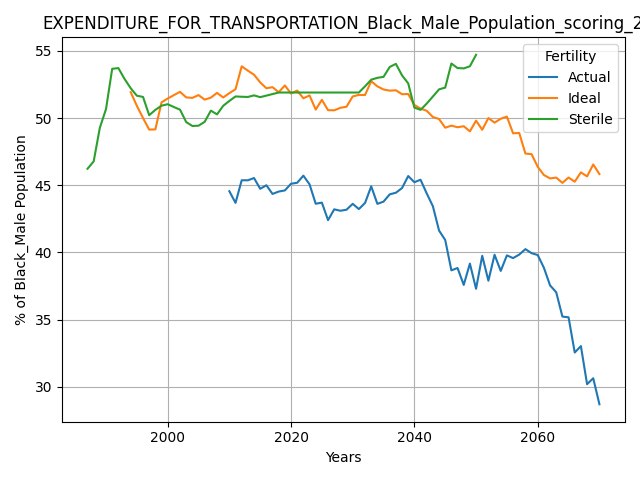 EXPENDITURE_FOR_TRANSPORTATION_Black_Male_Population_scoring_2
Fertility
Actual
Ideal
Sterile
% of Black_Male Population
55
50
45
40
35
30
2000
2020
2040
2060
Years